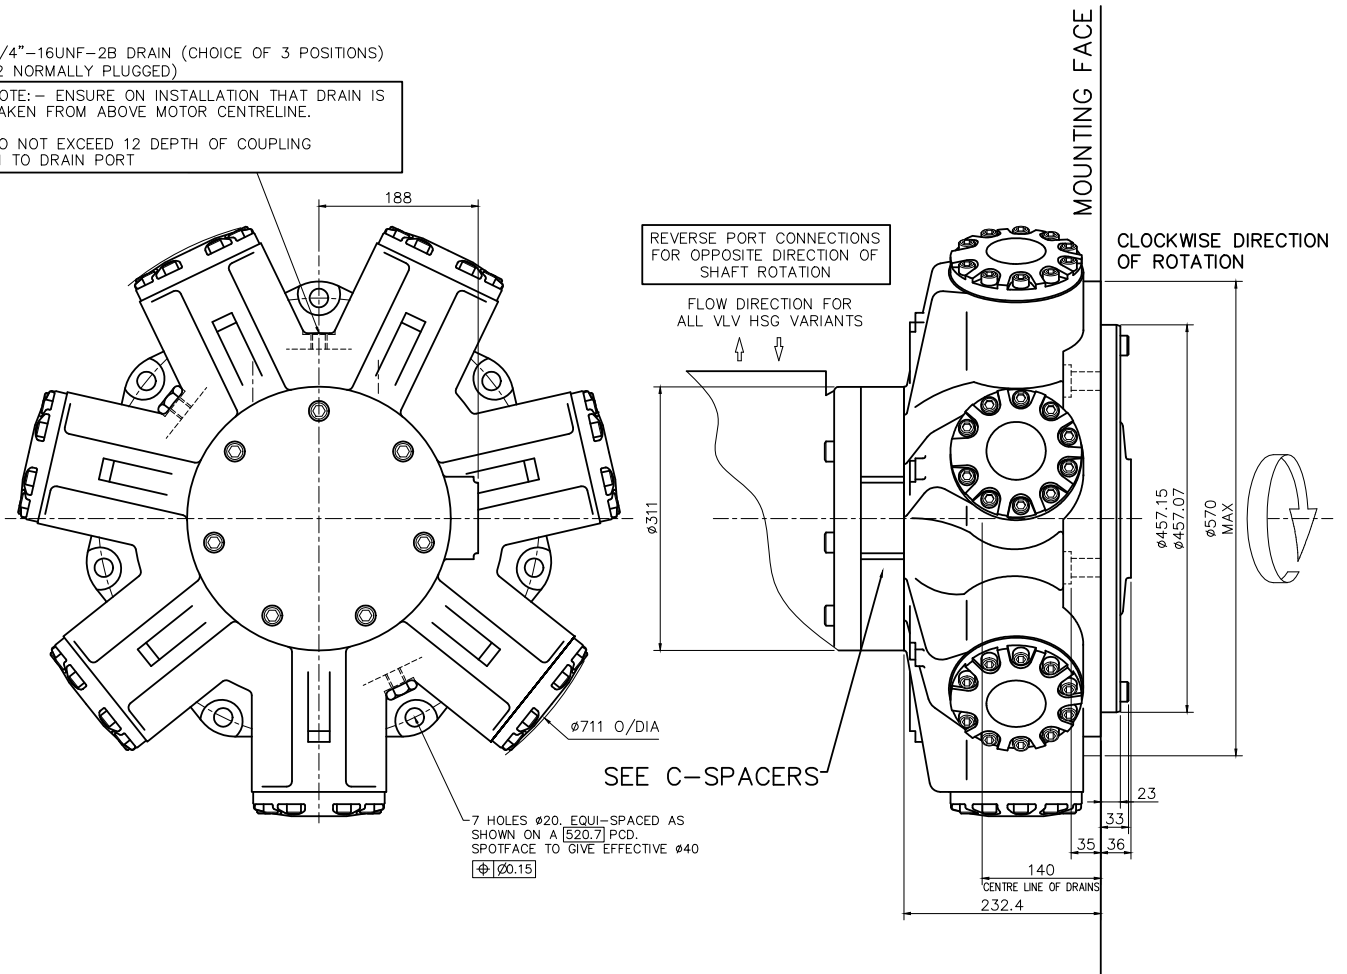 /4"-16UNF-2B DRAIN (CHOICE OF 3 POSITIONS)
2 NORMALLY PLUGGED)
OTE:- ENSURE ON INSTALLATION THAT DRAIN IS
AKEN FROM ABOVE MOTOR CENTRELINE.
O NOT EXCEED 12 DEPTH OF COUPLING
TO DRAIN PORT
188
REVERSE PORT CONNECTIONS
FOR OPPOSITE DIRECTION OF
SHAFT ROTATION
FLOW DIRECTION FOR
ALL VLV HSG VARIANTS
MOUNTING FACE
CLOCKWISE DIRECTION
OF ROTATION
ø311
ø457.15
ø457.07
ø570
MAX
ø711 O/DIA
SEE C-SPACERS
7 HOLES ø20. EQUI-SPACED AS
SHOWN ON A 520.7 PCD.
SPOTFACE TO GIVE EFFECTIVE ø40
⌖ Ø0.15
23
33
35 36
140
CENTRE LINE OF DRAINS
232.4